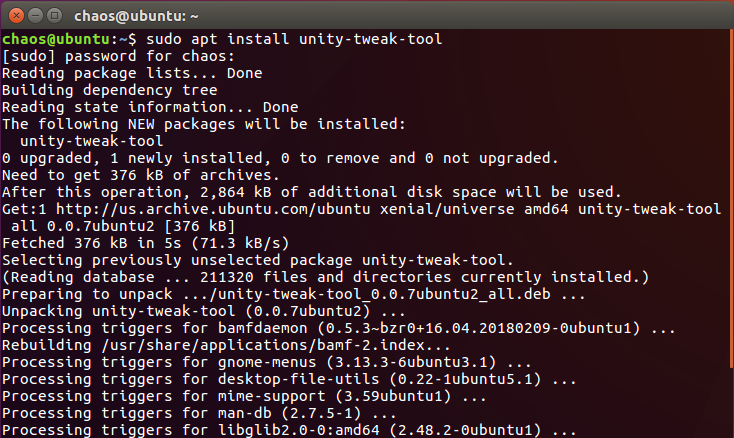 chaos@ubuntu: ~
chaos@ubuntu:~$ sudo apt install unity-tweak-tool
[sudo] password for chaos:
Reading package lists... Done
Building dependency tree
Reading state information... Done
The following NEW packages will be installed:
  unity-tweak-tool
0 upgraded, 1 newly installed, 0 to remove and 0 not upgraded.
Need to get 376 kB of archives.
After this operation, 2,864 kB of additional disk space will be used.
Get:1 http://us.archive.ubuntu.com/ubuntu xenial/universe amd64 unity-tweak-tool
 all 0.0.7ubuntu2 [376 kB]
Fetched 376 kB in 5s (71.3 kB/s)
Selecting previously unselected package unity-tweak-tool.
(Reading database ... 211320 files and directories currently installed.)
Preparing to unpack .../unity-tweak-tool_0.0.7ubuntu2_all.deb ...
Unpacking unity-tweak-tool (0.0.7ubuntu2) ...
Processing triggers for bamfdaemon (0.5.3~bzr0+16.04.20180209-0ubuntu1) ...
Rebuilding /usr/share/applications/bamf-2.index...
Processing triggers for gnome-menus (3.13.3-6ubuntu3.1) ...
Processing triggers for desktop-file-utils (0.22-1ubuntu5.1) ...
Processing triggers for mime-support (3.59ubuntu1) ...
Processing triggers for man-db (2.7.5-1) ...
Processing triggers for libglib2.0-0:amd64 (2.48.2-0ubuntu1) ...